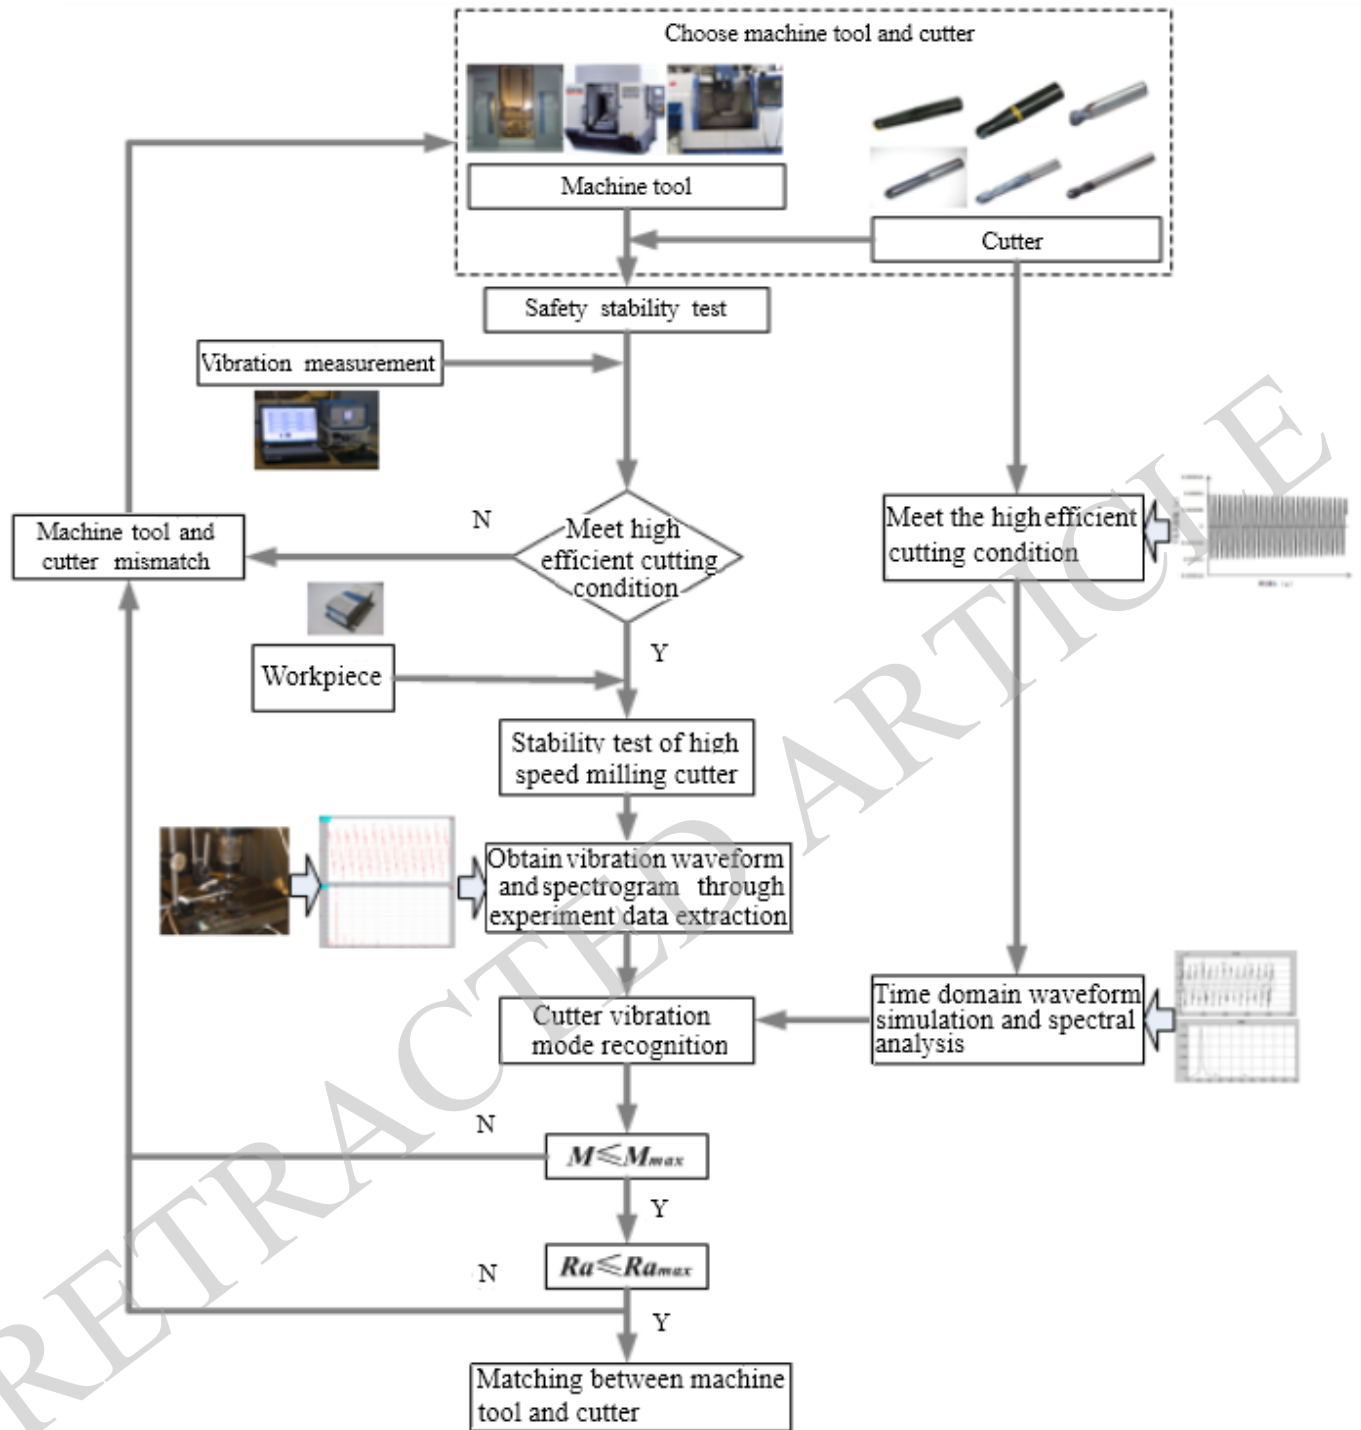 Choose machine tool and cutter
Machine tool
Cutter
Safety stability test
Vibration measurement
Machine tool and
cutter mismatch
N
Meet high
efficient cutting
condition
Meet the high efficient
cutting condition
Y
Workpiece
Stability test of high
speed milling cutter
Obtain vibration waveform
and spectrogram through
experiment data extraction
Cutter vibration
mode recognition
Time domain waveform
simulation and spectral
analysis
N
M≤Mmax
Y
N
Ra≤Ramax
Y
Matching between machine
tool and cutter
RETRACTED ARTICLE